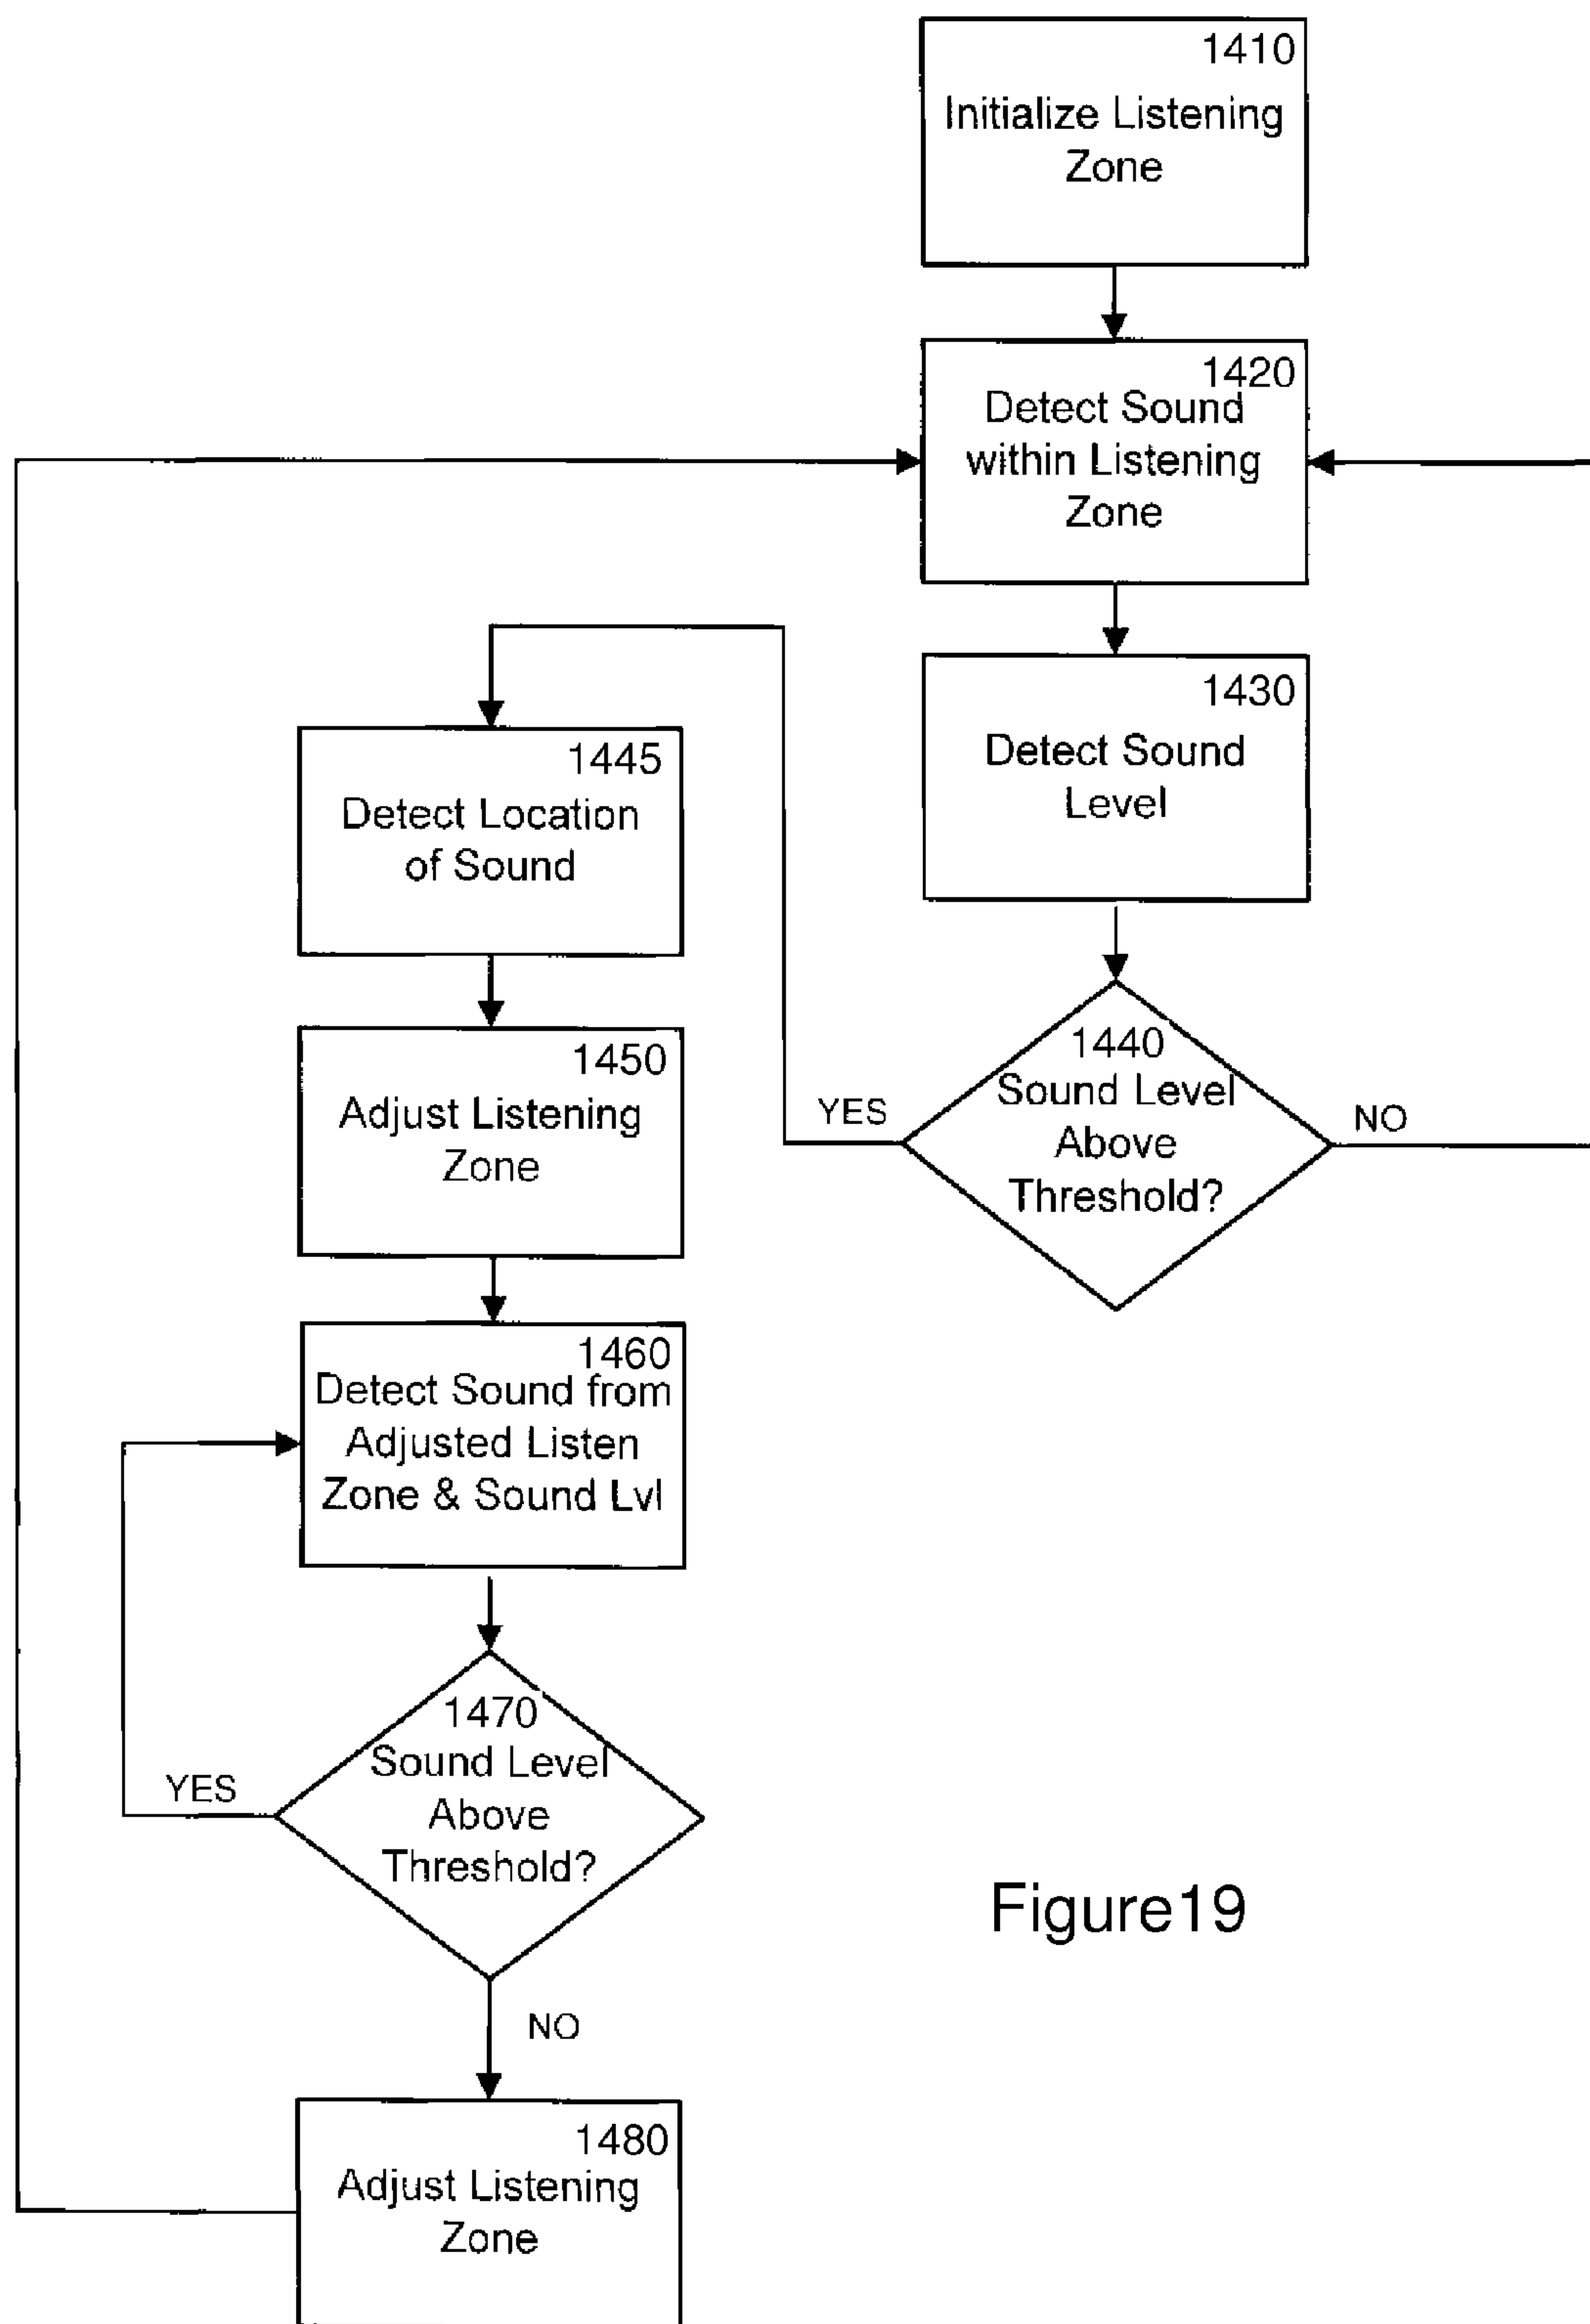 1410
Initialize Listening
Zone
1420
Detect Sound
within Listening
Zone
1430
Detect Sound
Level
1440
Sound Level
Above
Threshold?
YES
NO
1445
Detect Location
of Sound
1450
Adjust Listening
Zone
1460
Detect Sound from
Adjusted Listen
Zone & Sound Lvl
1470
Sound Level
Above
Threshold?
YES
NO
1480
Adjust Listening
Zone
Figure19